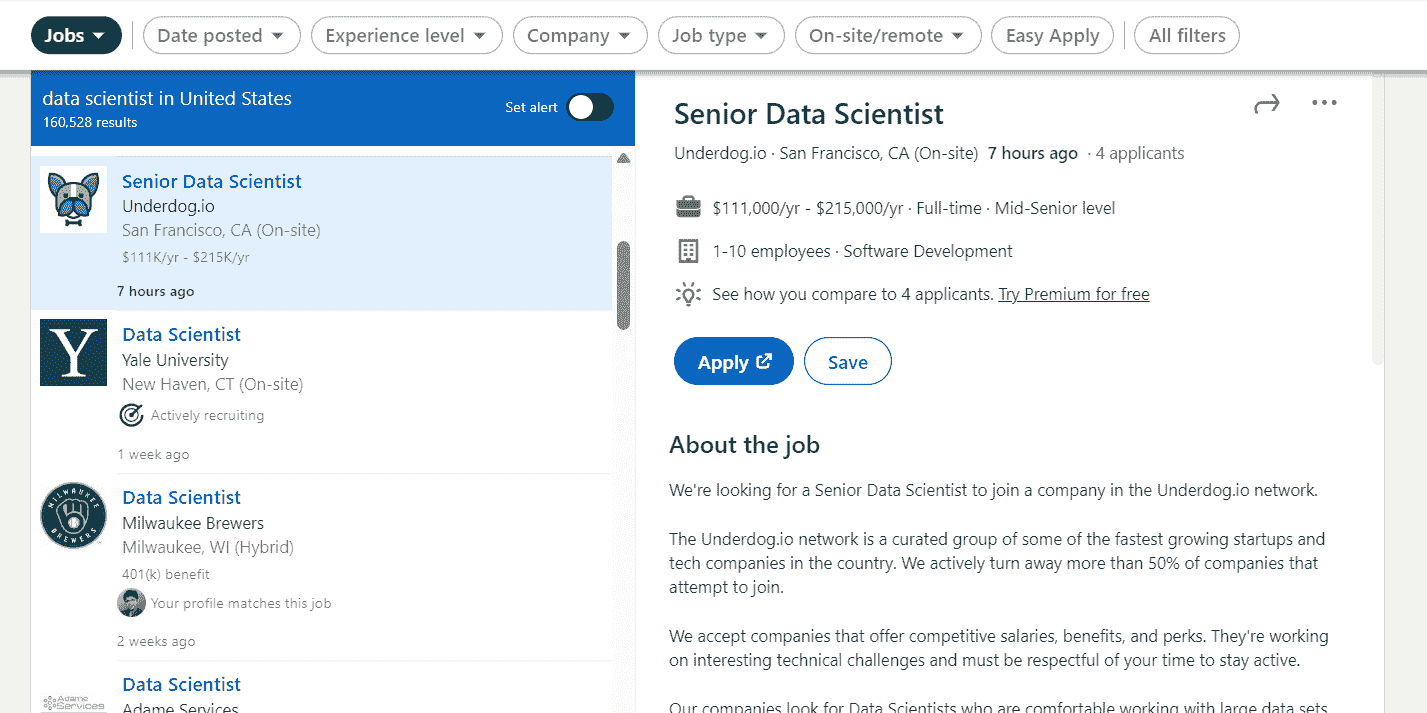 Jobs
Date posted
Experience level
Company
Job type
On-site/remote
Easy Apply
All filters
data scientist in United States
160,528 results
Set alert
Senior Data Scientist
Underdog.io
San Francisco, CA (On-site)
$111K/yr - $215K/yr
7 hours ago
Y
Data Scientist
Yale University
New Haven, CT (On-site)
Actively recruiting
1 week ago
MILWAUKEE
BREWERS
Data Scientist
Milwaukee Brewers
Milwaukee, WI (Hybrid)
401(k) benefit
Your profile matches this job
2 weeks ago
Adame
Services
Data Scientist
Adame Services
Senior Data Scientist
Underdog.io · San Francisco, CA (On-site) 7 hours ago · 4 applicants
$111,000/yr - $215,000/yr · Full-time · Mid-Senior level
1-10 employees · Software Development
See how you compare to 4 applicants. Try Premium for free
Apply
Save
About the job
We're looking for a Senior Data Scientist to join a company in the Underdog.io network.
The Underdog.io network is a curated group of some of the fastest growing startups and
tech companies in the country. We actively turn away more than 50% of companies that
attempt to join.
We accept companies that offer competitive salaries, benefits, and perks. They're working
on interesting technical challenges and must be respectful of your time to stay active.
Our companies look for Data Scientists who are comfortable working with large data sets